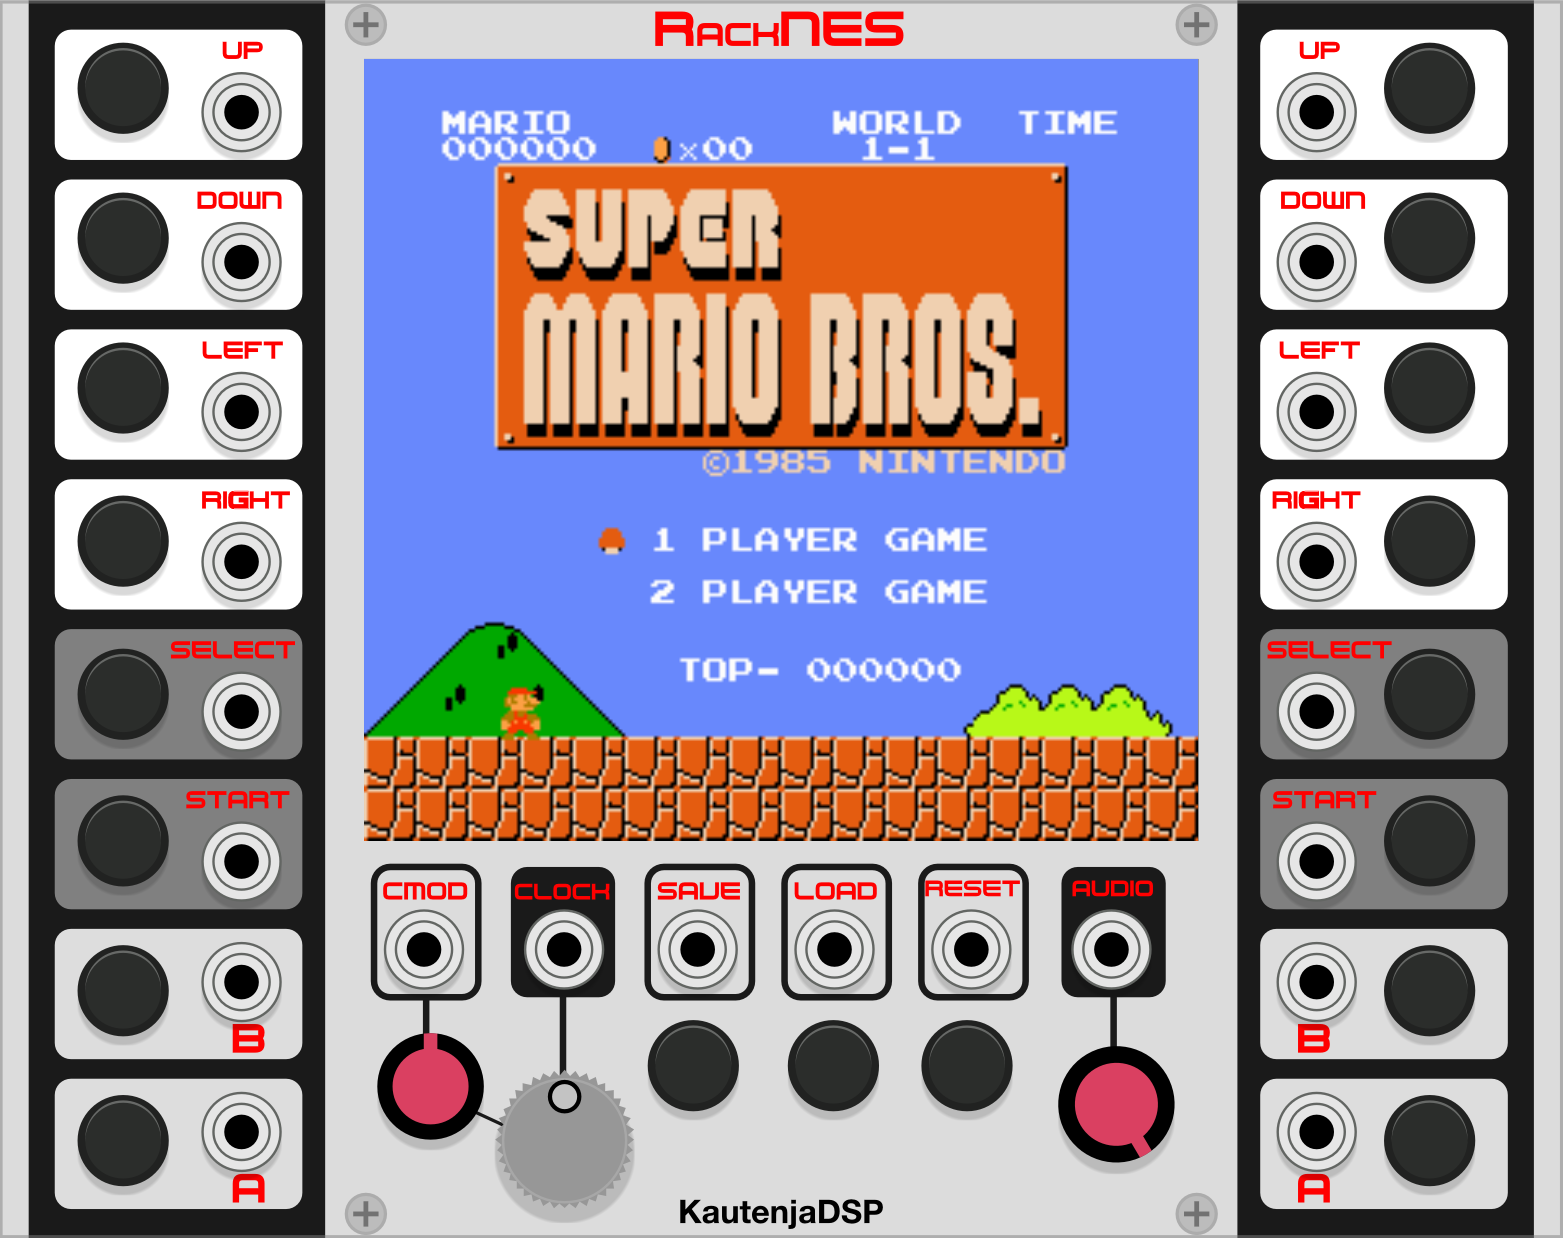 RackNES
UP
DOWN
LEFT
RIGHT
SELECT
START
B
A
MARIO WORLD TIME
000000 x00 1-1
SUPER
MARIO BROS.
©1985 NINTENDO
1 PLAYER GAME
2 PLAYER GAME
TOP- 000000
CMOD CLOCK SAVE LOAD RESET AUDIO
KautenjaDSP
UP
DOWN
LEFT
RIGHT
SELECT
START
B
A